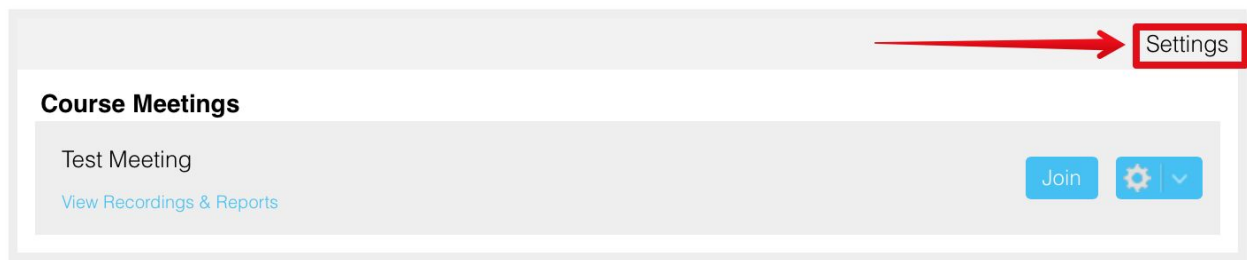 Settings
Course Meetings
Test Meeting
Join
View Recordings & Reports